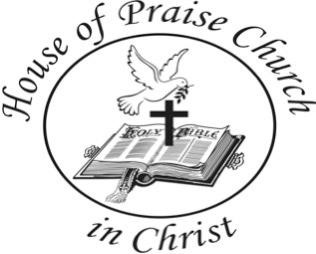 House of Praise Church
HOLY BIBLE
in Christ